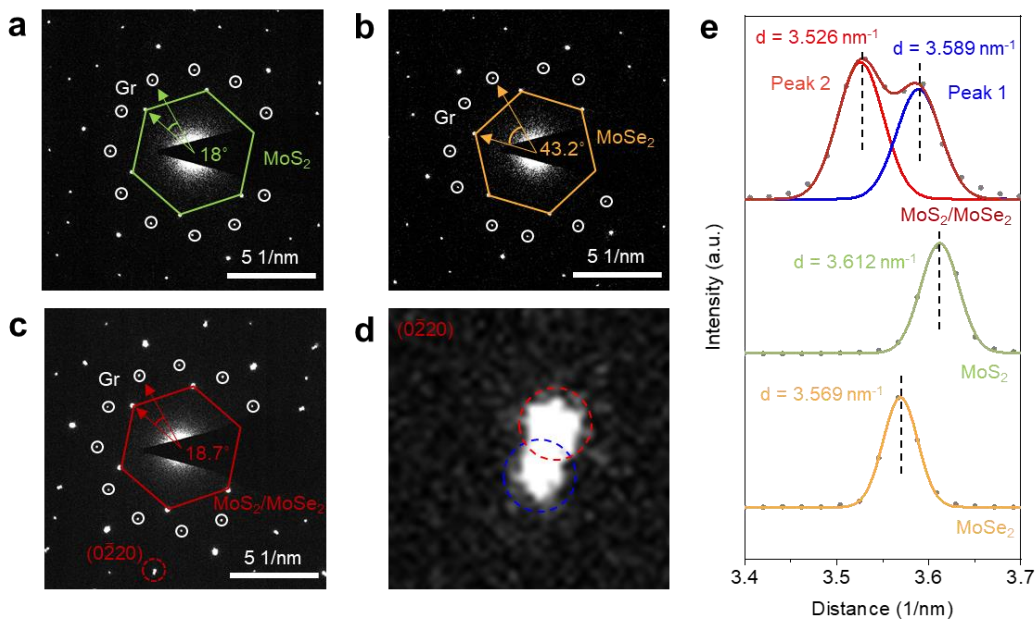 a
Gr
18°
MoS₂
5 1/nm
b
Gr
43.2°
MoSe₂
5 1/nm
c
Gr
18.7°
MoS₂/MoSe₂
(02̄20)
5 1/nm
d
(02̄20)
e
d = 3.526 nm⁻¹
d = 3.589 nm⁻¹
Peak 2
Peak 1
MoS₂/MoSe₂
d = 3.612 nm⁻¹
MoS₂
d = 3.569 nm⁻¹
MoSe₂
Intensity (a.u.)
3.4 3.5 3.6 3.7
Distance (1/nm)